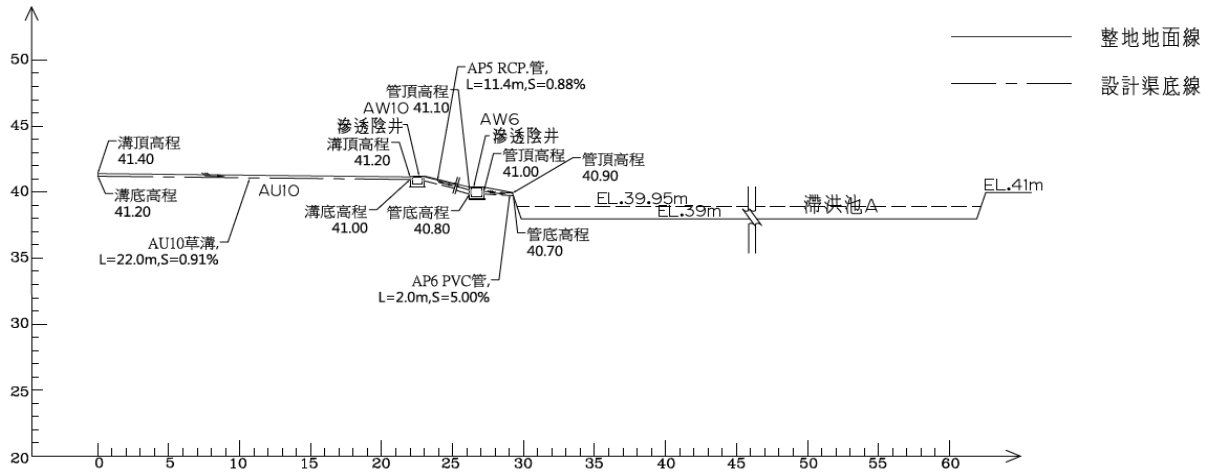 50
45
40
35
30
25
20
0
5
10
15
20
25
30
35
40
45
50
55
60
整地地面線
設計渠底線
溝頂高程
41.40
溝底高程
41.20
AU10
AU10草溝,
L=22.0m,S=0.91%
AP5 RCP.管,
L=11.4m,S=0.88%
管頂高程
41.10
AW10
滲透陰井
溝頂高程
41.20
溝底高程
41.00
AW6
滲透陰井
管頂高程
41.00
管底高程
40.80
管頂高程
40.90
管底高程
40.70
AP6 PVC管,
L=2.0m,S=5.00%
EL.39.95m
EL.39m
滯洪池A
EL.41m